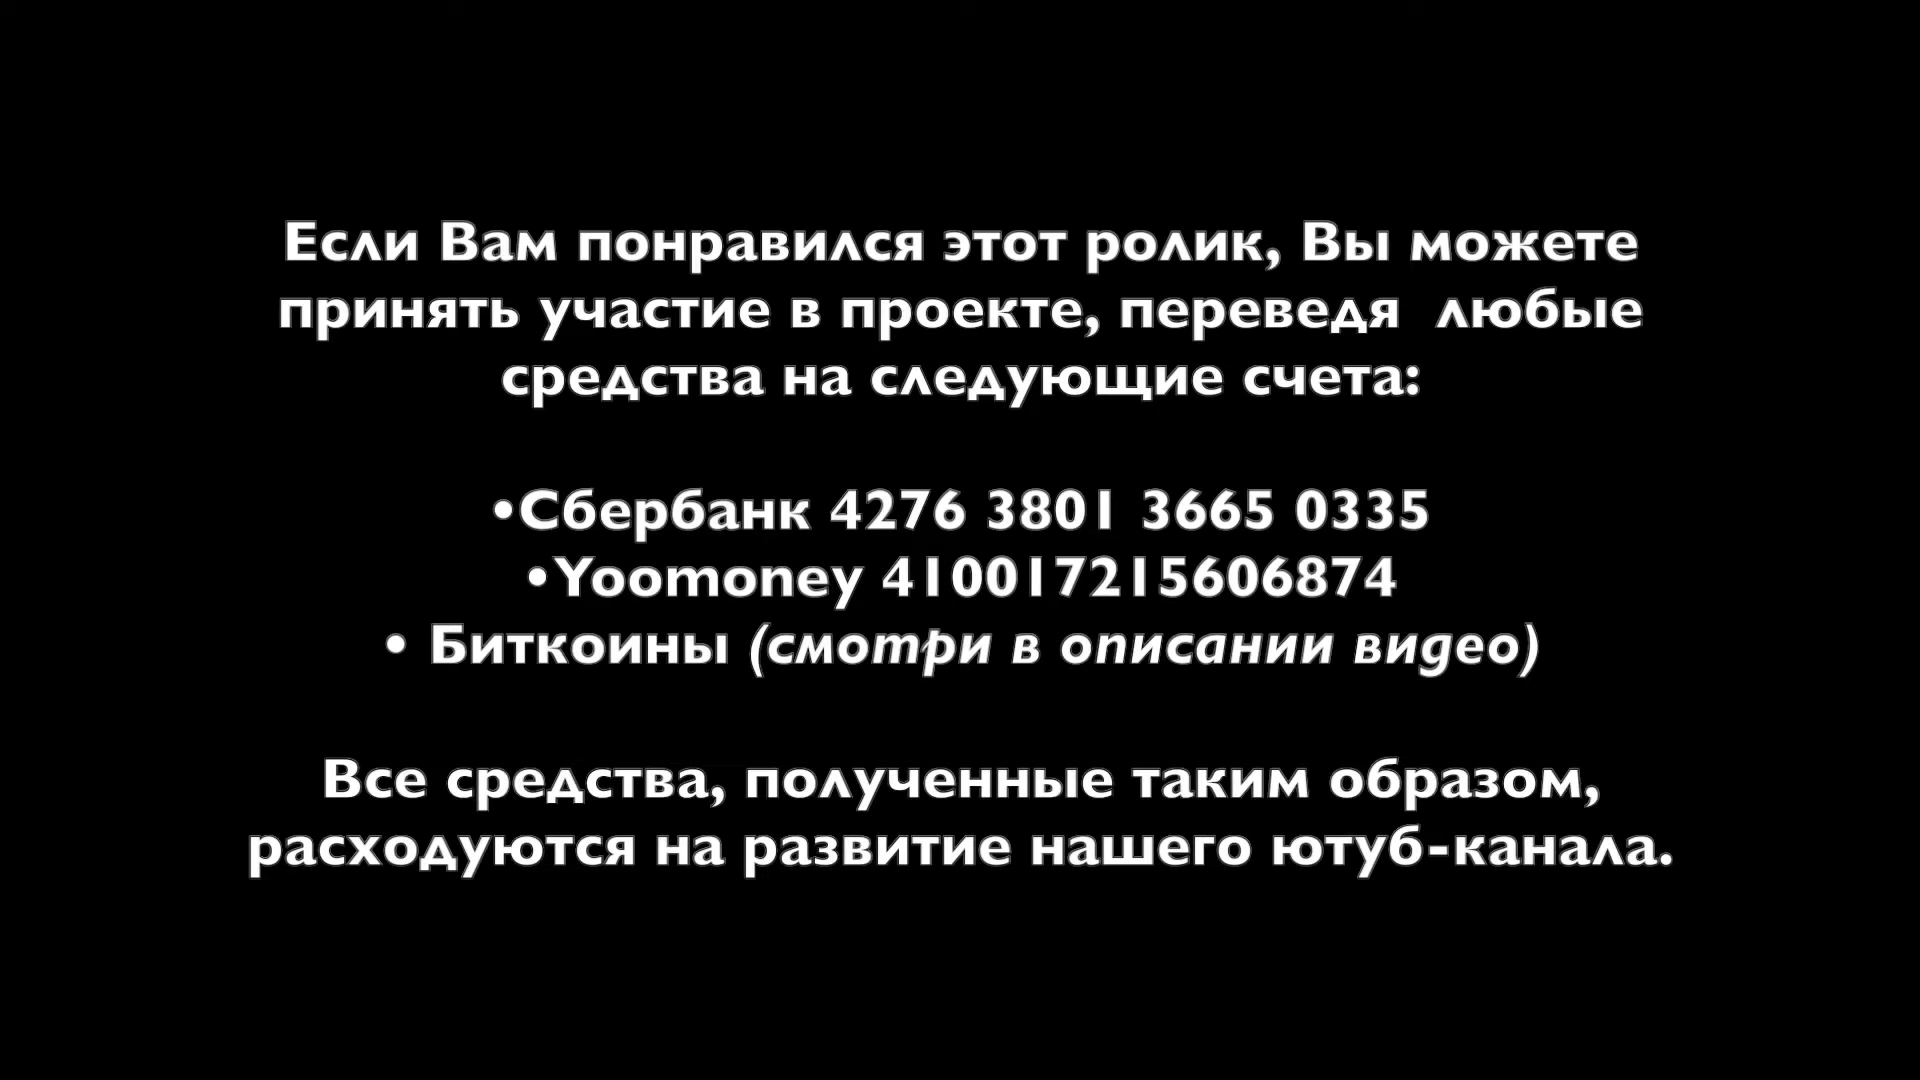 Если Вам понравился этот ролик, Вы можете
принять участие в проекте, переведя  любые
средства на следующие счета:
•Сбербанк 4276 3801 3665 0335
•Yoomoney 410017215606874
• Биткоины (смотри в описании видео)
Все средства, полученные таким образом,
расходуются на развитие нашего ютуб-канала.